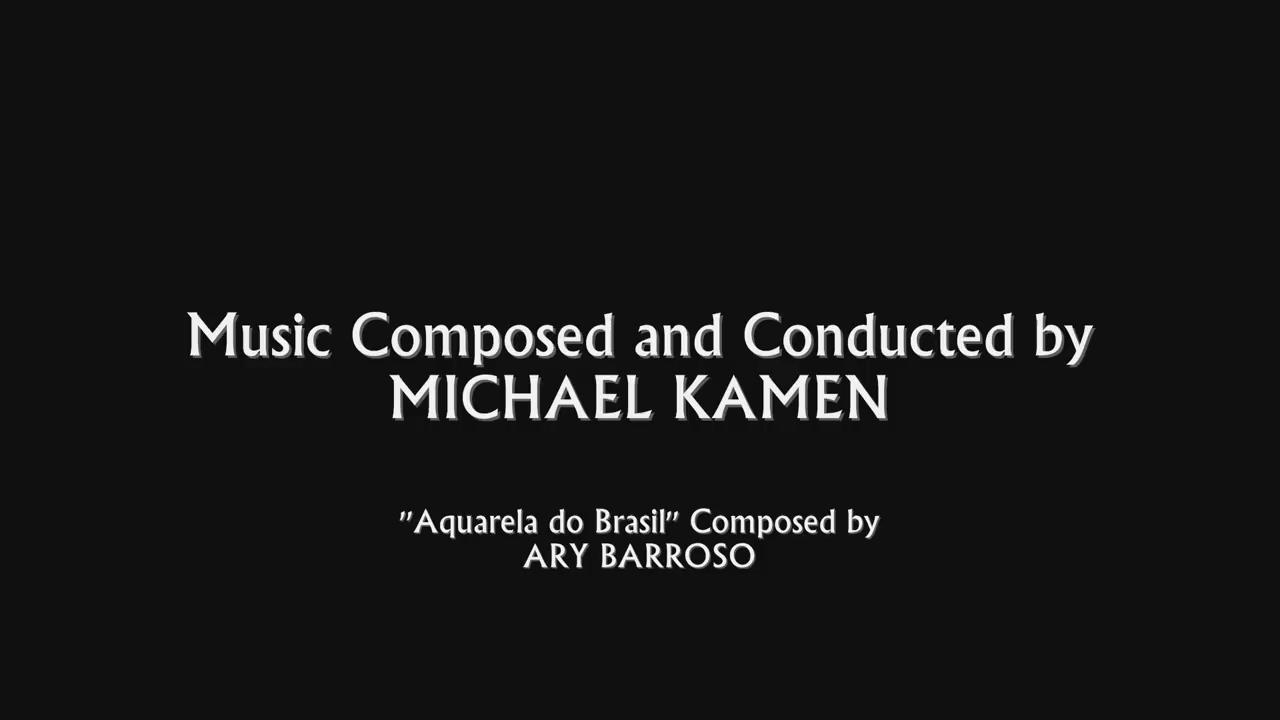 Music Composed and Conducted by
MICHAEL KAMEN
"Aquarela do Brasil" Composed by
ARY BARROSO